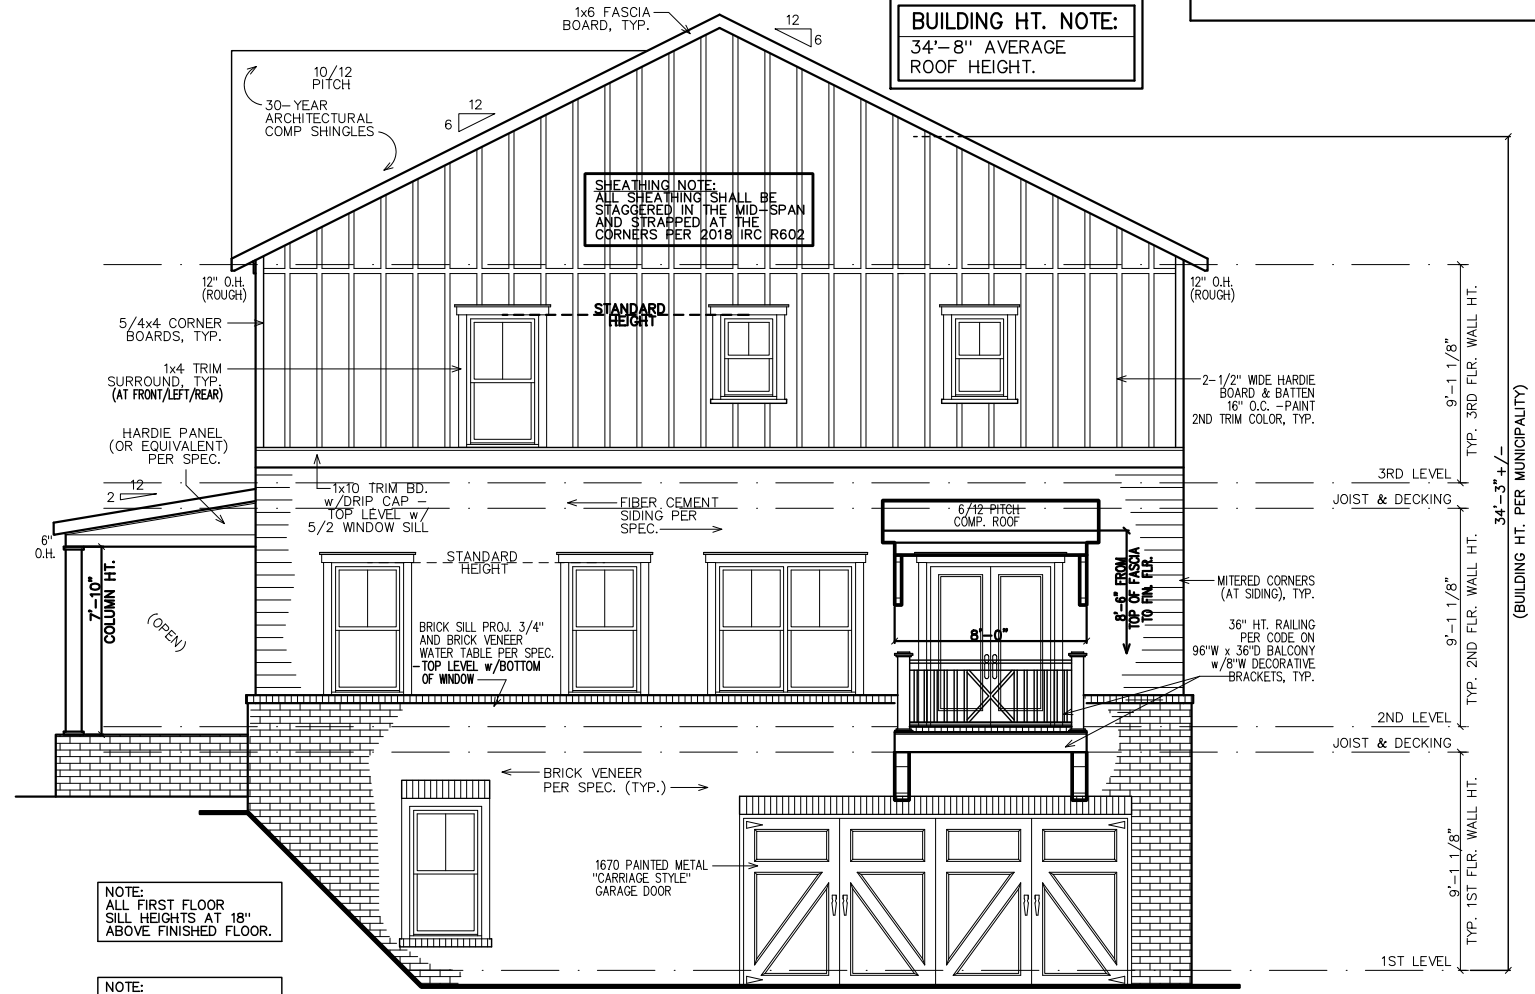 1x6 FASCIA
BOARD, TYP.
12
6
BUILDING HT. NOTE:
34'-8" AVERAGE
ROOF HEIGHT.
10/12
PITCH
30-YEAR
ARCHITECTURAL
COMP SHINGLES
12
6
SHEATHING NOTE:
ALL SHEATHING SHALL BE
STAGGERED IN THE MID-SPAN
AND STRAPPED AT THE
CORNERS PER 2018 IRC R602
12" O.H.
(ROUGH)
12" O.H.
(ROUGH)
STANDARD
HEIGHT
5/4x4 CORNER
BOARDS, TYP.
1x4 TRIM
SURROUND, TYP.
(AT FRONT/LEFT/REAR)
2-1/2" WIDE HARDIE
BOARD & BATTEN
16" O.C. -PAINT
2ND TRIM COLOR, TYP.
9'-1 1/8"
TYP. 3RD FLR. WALL HT.
HARDIE PANEL
(OR EQUIVALENT)
PER SPEC.
12
2
1x10 TRIM BD.
w/DRIP CAP -
TOP LEVEL w/
5/2 WINDOW SILL
FIBER CEMENT
SIDING PER
SPEC.
6/12 PITCH
COMP. ROOF
3RD LEVEL
JOIST & DECKING
34'-3"+/-
(BUILDING HT. PER MUNICIPALITY)
6"
O.H.
7'-10"
COLUMN HT.
(OPEN)
STANDARD
HEIGHT
8'-6" FROM
TOP OF FASCIA
TO FIN. FLR.
MITERED CORNERS
(AT SIDING), TYP.
9'-1 1/8"
TYP. 2ND FLR. WALL HT.
BRICK SILL PROJ. 3/4"
AND BRICK VENEER
WATER TABLE PER SPEC.
-TOP LEVEL w/BOTTOM
OF WINDOW
8'-0"
36" HT. RAILING
PER CODE ON
96"W x 36"D BALCONY
w/8"W DECORATIVE
BRACKETS, TYP.
2ND LEVEL
JOIST & DECKING
BRICK VENEER
PER SPEC. (TYP.)
1670 PAINTED METAL
"CARRIAGE STYLE"
GARAGE DOOR
9'-1 1/8"
TYP. 1ST FLR. WALL HT.
NOTE:
ALL FIRST FLOOR
SILL HEIGHTS AT 18"
ABOVE FINISHED FLOOR.
1ST LEVEL
NOTE: